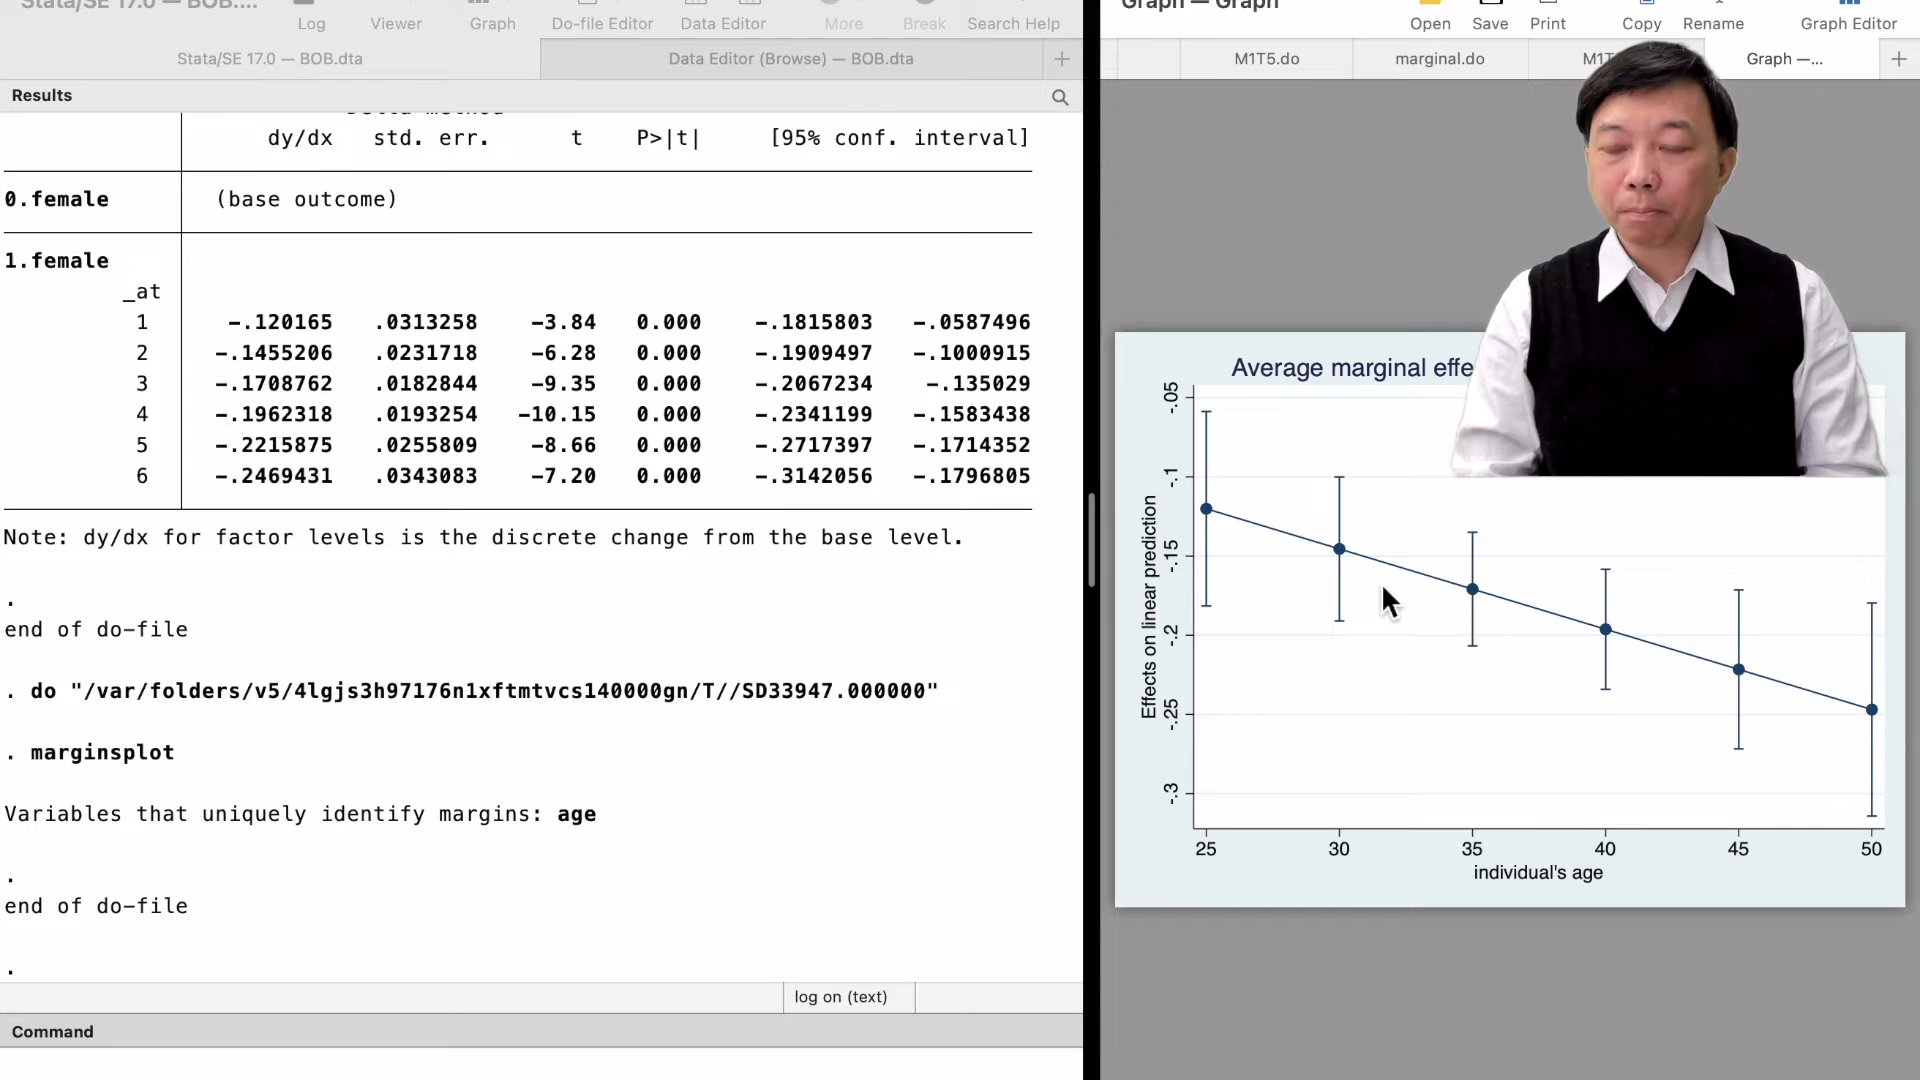 Stata/SE 17.0 — BOB....
Log Viewer Graph Do-file Editor Data Editor More Break Search Help
Stata/SE 17.0 — BOB.dta
Data Editor (Browse) — BOB.dta
Results
dy/dx std. err. t P>|t| [95% conf. interval]
0.female (base outcome)
1.female
_at
1 -.120165 .0313258 -3.84 0.000 -.1815803 -.0587496
2 -.1455206 .0231718 -6.28 0.000 -.1909497 -.1000915
3 -.1708762 .0182844 -9.35 0.000 -.2067234 -.135029
4 -.1962318 .0193254 -10.15 0.000 -.2341199 -.1583438
5 -.2215875 .0255809 -8.66 0.000 -.2717397 -.1714352
6 -.2469431 .0343083 -7.20 0.000 -.3142056 -.1796805
Note: dy/dx for factor levels is the discrete change from the base level.
.
end of do-file
. do "/var/folders/v5/4lgjs3h97176n1xftmtvcs140000gn/T//SD33947.000000"
. marginsplot
Variables that uniquely identify margins: age
.
end of do-file
.
log on (text)
Command
Graph — Graph
Open Save Print Copy Rename Graph Editor
M1T5.do
marginal.do
Graph —...
Average marginal
Effects on linear prediction
-.05
-.1
-.15
-.2
-.25
-.3
25 30 35 40 45 50
individual's age